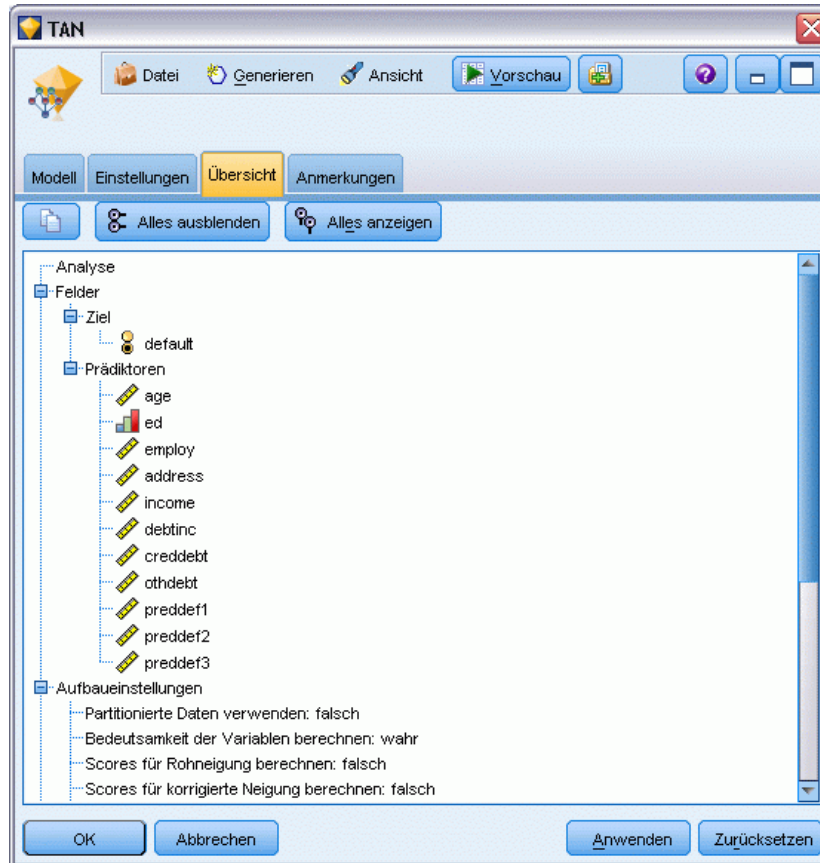 TAN
Datei Generieren Ansicht Vorschau
Modell Einstellungen Übersicht Anmerkungen
Alles ausblenden Alles anzeigen
Analyse
Felder
Ziel
default
Prädiktoren
age
ed
employ
address
income
debtinc
creddebt
othdebt
preddef1
preddef2
preddef3
Aufbaueinstellungen
Partitionierte Daten verwenden: falsch
Bedeutsamkeit der Variablen berechnen: wahr
Scores für Rohneigung berechnen: falsch
Scores für korrigierte Neigung berechnen: falsch
OK Abbrechen Anwenden Zurücksetzen